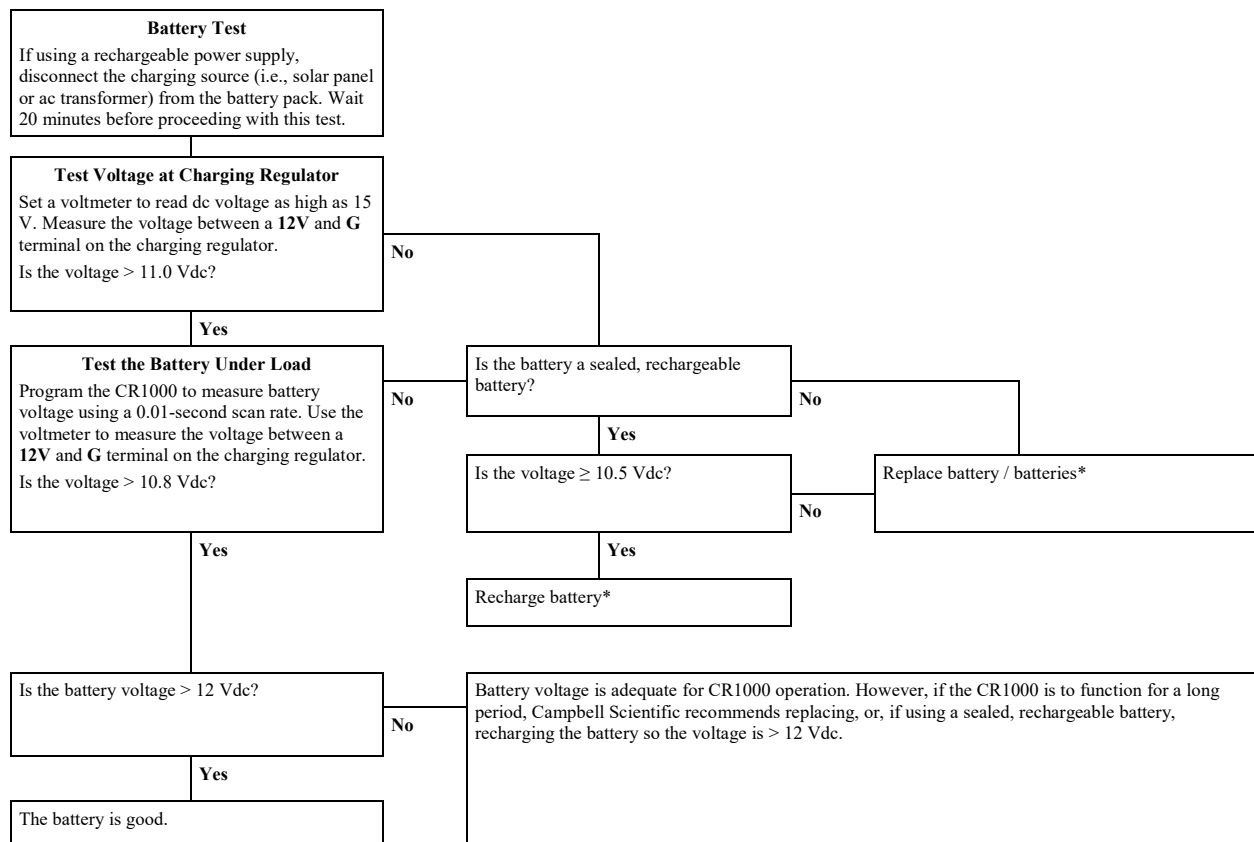 Battery Test
If using a rechargeable power supply,
disconnect the charging source (i.e., solar panel
or ac transformer) from the battery pack. Wait
20 minutes before proceeding with this test.
Test Voltage at Charging Regulator
Set a voltmeter to read dc voltage as high as 15
V. Measure the voltage between a 12V and G
terminal on the charging regulator.
Is the voltage > 11.0 Vdc?
No
Yes
Test the Battery Under Load
Program the CR1000 to measure battery
voltage using a 0.01-second scan rate. Use the
voltmeter to measure the voltage between a
12V and G terminal on the charging regulator.
Is the voltage > 10.8 Vdc?
No
Is the battery a sealed, rechargeable
battery?
No
Yes
Is the voltage ≥ 10.5 Vdc?
No
Replace battery / batteries*
Yes
Yes
Recharge battery*
Is the battery voltage > 12 Vdc?
No
Battery voltage is adequate for CR1000 operation. However, if the CR1000 is to function for a long
period, Campbell Scientific recommends replacing, or, if using a sealed, rechargeable battery,
recharging the battery so the voltage is > 12 Vdc.
Yes
The battery is good.